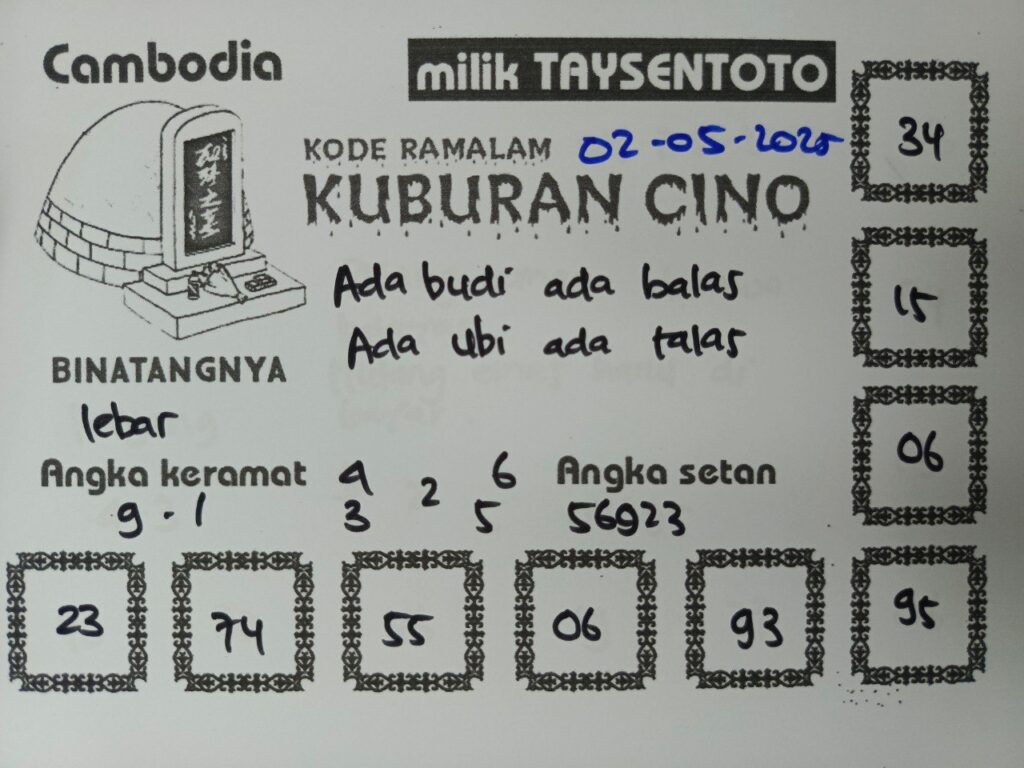 Cambodia
milik TAYSENTOTO
KODE RAMALAM 02-05-2025
KUBURAN CINO
Ada budi ada balas
Ada ubi ada talas
BINATANGNYA
lebar
Angka keramat
9 - 1
4 6
2
3 5
Angka setan
56923
34
15
06
95
23 74 55 06 93